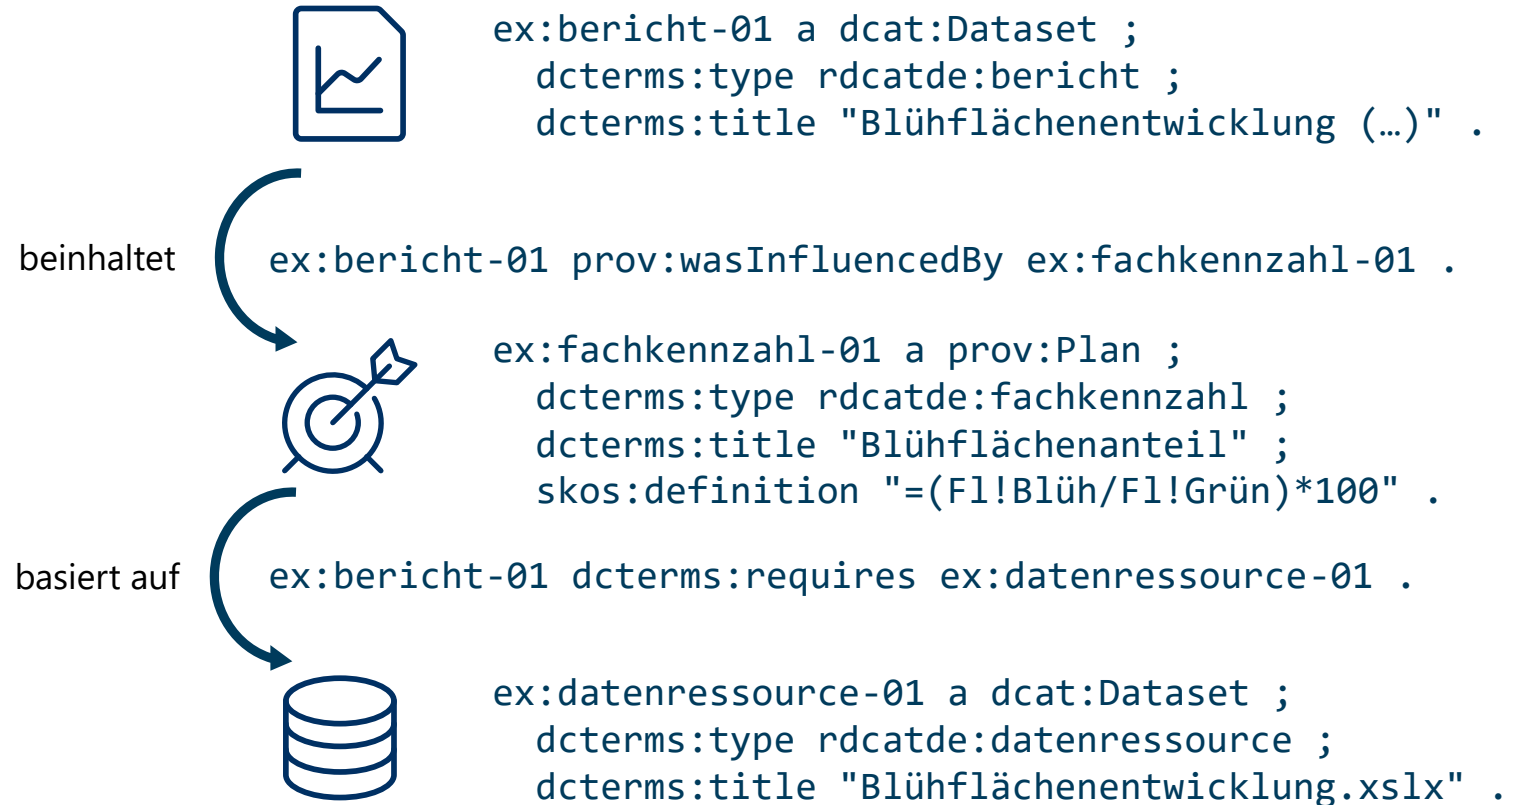 ex:bericht-01 a dcat:Dataset ;
dcterms:type rdcatde:bericht ;
dcterms:title "Blühflächenentwicklung (…)" .
beinhaltet
ex:bericht-01 prov:wasInfluencedBy ex:fachkennzahl-01 .
ex:fachkennzahl-01 a prov:Plan ;
dcterms:type rdcatde:fachkennzahl ;
dcterms:title "Blühflächenanteil" ;
skos:definition "=(Fl!Blüh/Fl!Grün)*100" .
basiert auf
ex:bericht-01 dcterms:requires ex:datenressource-01 .
ex:datenressource-01 a dcat:Dataset ;
dcterms:type rdcatde:datenressource ;
dcterms:title "Blühflächenentwicklung.xslx" .